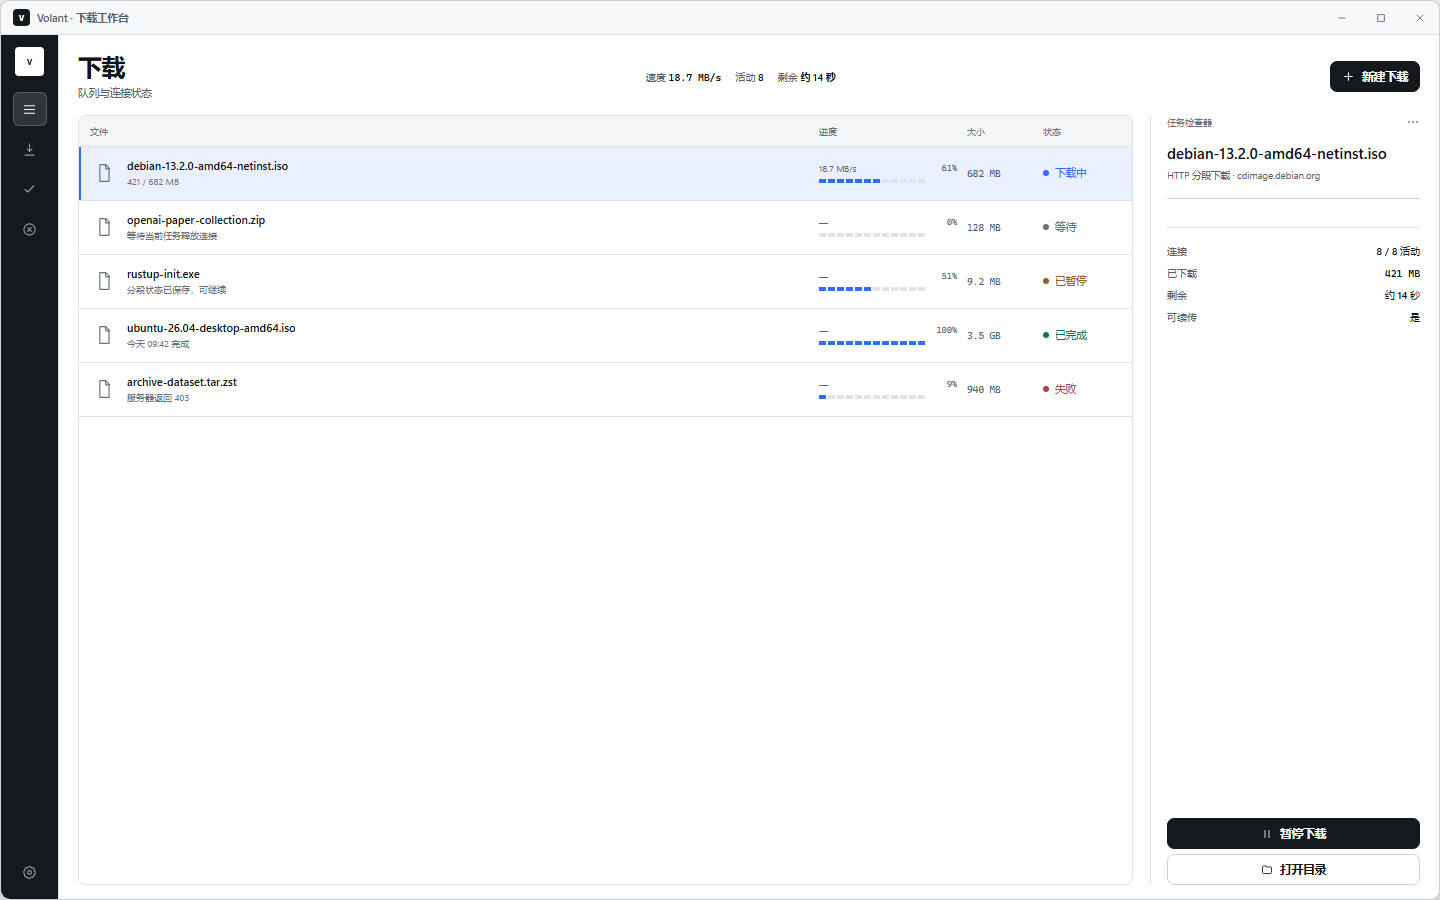 V Volant · 下载工作台
V
下载
队列与连接状态
速度 18.7 MB/s 活动 8 剩余 约 14 秒
+ 新建下载
文件 进度 大小 状态
debian-13.2.0-amd64-netinst.iso
421 / 682 MB
18.7 MB/s 61% 682 MB 下载中
openai-paper-collection.zip
等待当前任务释放连接
— 0% 128 MB 等待
rustup-init.exe
分段状态已保存，可继续
— 51% 9.2 MB 已暂停
ubuntu-26.04-desktop-amd64.iso
今天 09:42 完成
— 100% 3.5 GB 已完成
archive-dataset.tar.zst
服务器返回 403
— 9% 940 MB 失败
任务检查器
debian-13.2.0-amd64-netinst.iso
HTTP 分段下载 · cdimage.debian.org
连接 8 / 8 活动
已下载 421 MB
剩余 约 14 秒
可续传 是
暂停下载
打开目录